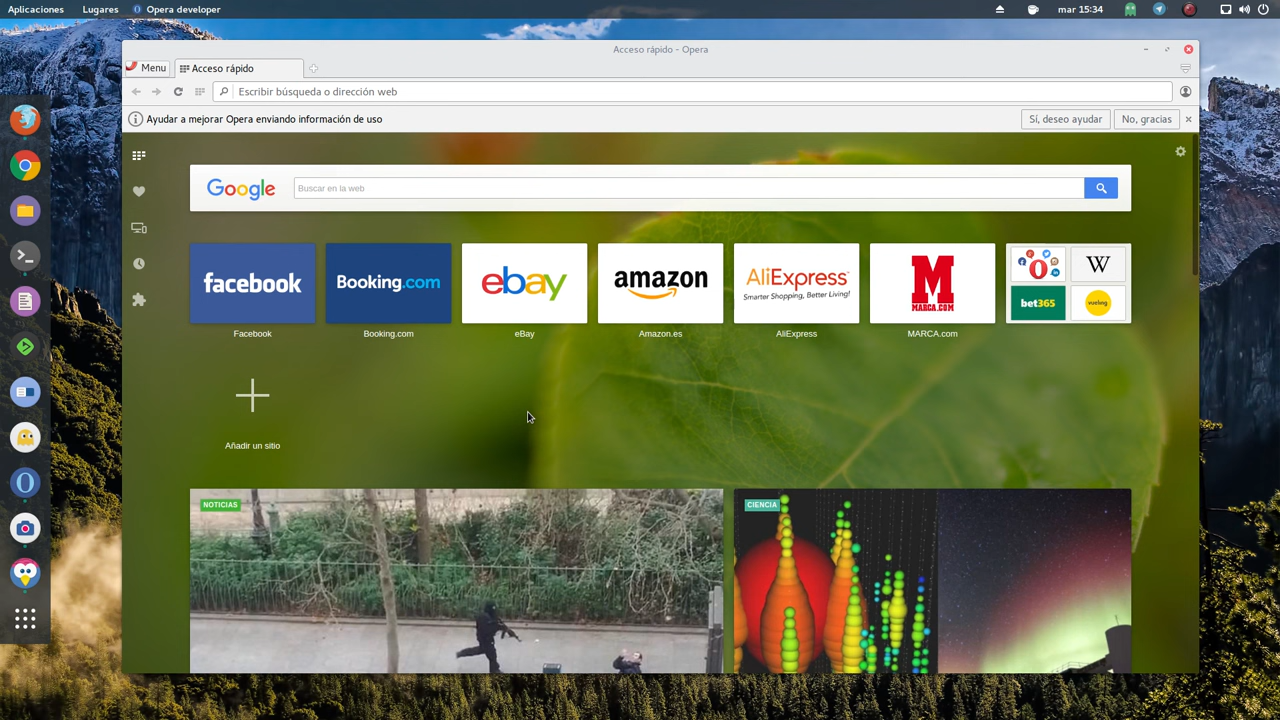 Aplicaciones Lugares Opera developer mar 15:34
Acceso rápido - Opera
Menu Acceso rápido
Escribir búsqueda o dirección web
Ayudar a mejorar Opera enviando información de uso Sí, deseo ayudar No, gracias
Google Buscar en la web
facebook Booking.com ebay amazon AliExpress Smarter Shopping, Better Living! M MARCA.COM W
bet365 vueling
Facebook Booking.com eBay Amazon.es AliExpress MARCA.com
Añadir un sitio
NOTICIAS CIENCIA